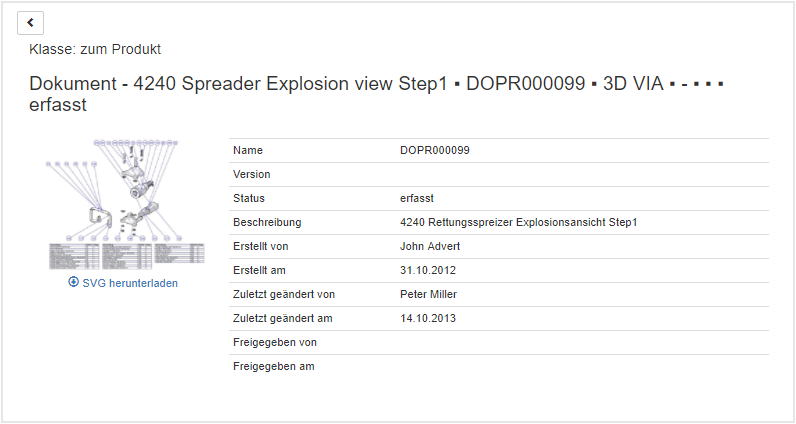 Klasse: zum Produkt
Dokument - 4240 Spreader Explosion view Step1 ▪ DOPR000099 ▪ 3D VIA ▪ - ▪ ▪ ▪
erfasst
Name DOPR000099
Version
Status erfasst
Beschreibung 4240 Rettungsspreizer Explosionsansicht Step1
Erstellt von John Advert
Erstellt am 31.10.2012
Zuletzt geändert von Peter Miller
Zuletzt geändert am 14.10.2013
Freigegeben von
Freigegeben am
SVG herunterladen